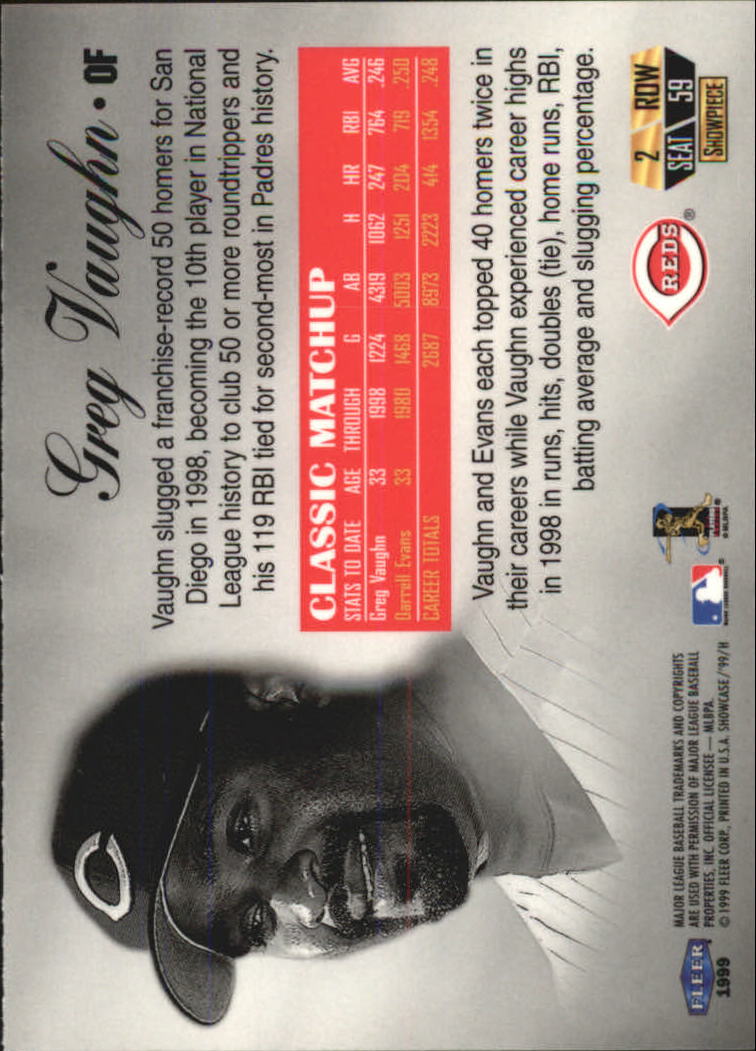 Greg Vaughn • OF
Vaughn slugged a franchise-record 50 homers for San
Diego in 1998, becoming the 10th player in National
League history to club 50 or more roundtrippers and
his 119 RBI tied for second-most in Padres history.
CLASSIC MATCHUP
STATS TO DATE AGE THROUGH G AB H HR RBI AVG
Greg Vaughn 33 1998 1224 4319 1062 247 764 .246
Darrell Evans 33 1980 1468 5003 1251 204 719 .250
CAREER TOTALS 2687 8973 2223 414 1354 .248
Vaughn and Evans each topped 40 homers twice in
their careers while Vaughn experienced career highs
in 1998 in runs, hits, doubles (tie), home runs, RBI,
batting average and slugging percentage.
2 ROW
SEAT 59
SHOWPIECE
REDS ®
C
MAJOR LEAGUE BASEBALL TRADEMARKS AND COPYRIGHTS
ARE USED WITH PERMISSION OF MAJOR LEAGUE BASEBALL
PROPERTIES, INC. OFFICIAL LICENSEE — MLBPA.
© 1999 FLEER CORP., PRINTED IN U.S.A. SHOWCASE/'99/H
FLEER
1999
© MLBPA